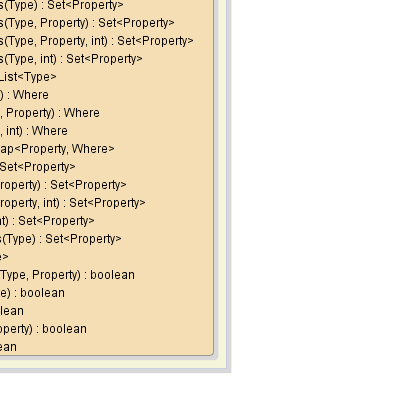 s(Type) : Set<Property>
s(Type, Property) : Set<Property>
s(Type, Property, int) : Set<Property>
s(Type, int) : Set<Property>
List<Type>
) : Where
, Property) : Where
, int) : Where
ap<Property, Where>
Set<Property>
roperty) : Set<Property>
roperty, int) : Set<Property>
nt) : Set<Property>
s(Type) : Set<Property>
e>
Type, Property) : boolean
e) : boolean
lean
operty) : boolean
ean